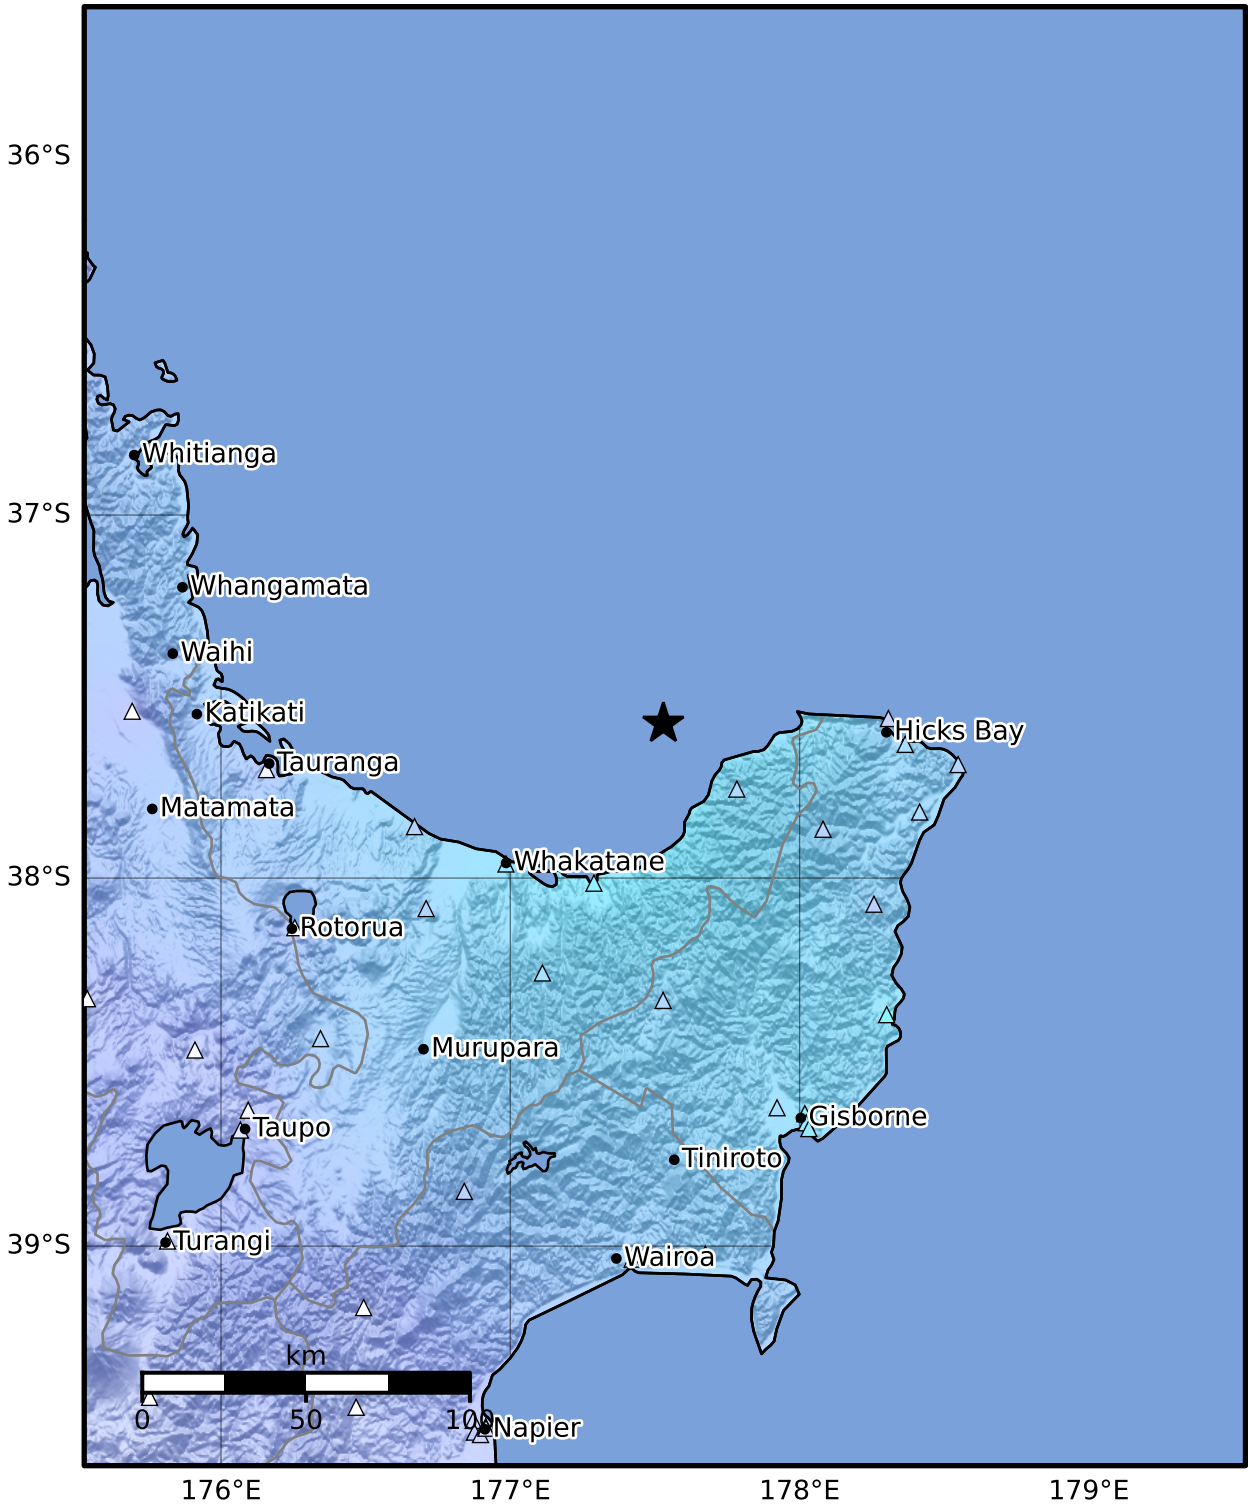 36°S
Whitianga
37°S
Whangamata
Waihi
Katikati
Hicks Bay
Tauranga
Matamata
Whakatane
38°S
Rotorua
Murupara
Gisborne
Taupo
Tiniroto
Turangi
39°S
Wairoa
km
0 50 100
Napier
176°E 177°E 178°E 179°E